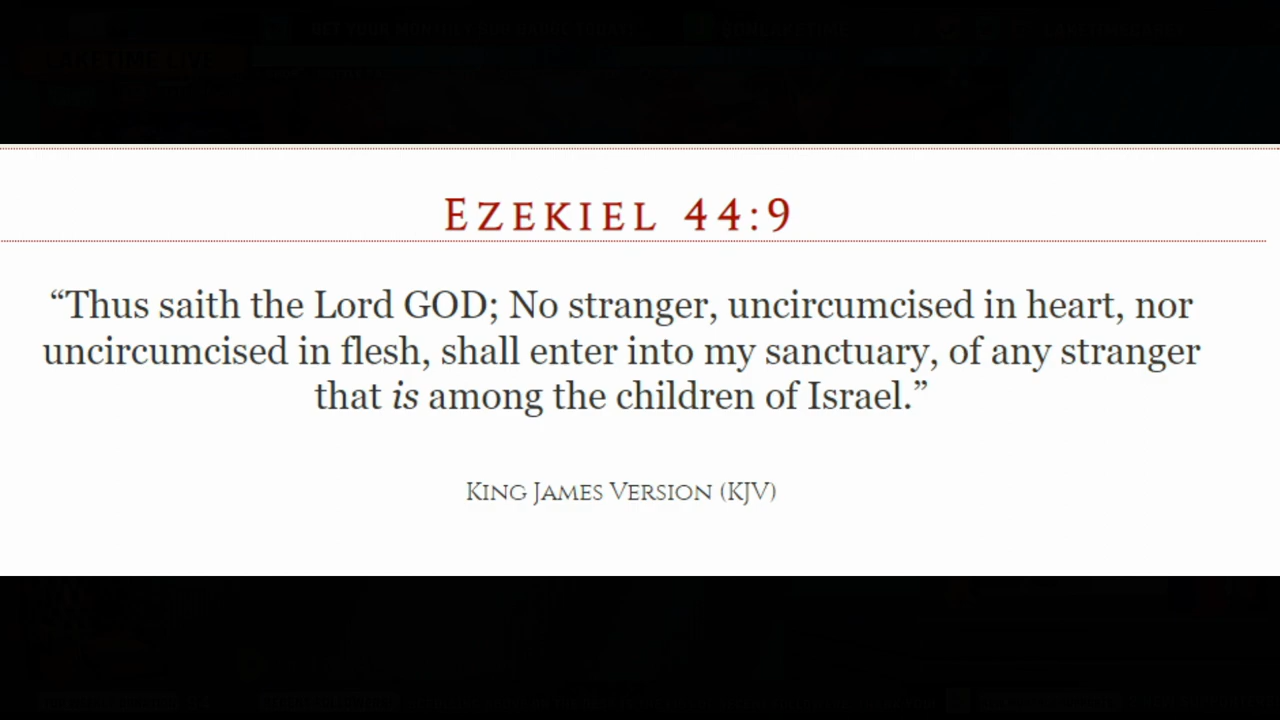 EZEKIEL 44:9
“Thus saith the Lord GOD; No stranger, uncircumcised in heart, nor
uncircumcised in flesh, shall enter into my sanctuary, of any stranger
that is among the children of Israel.”
KING JAMES VERSION (KJV)